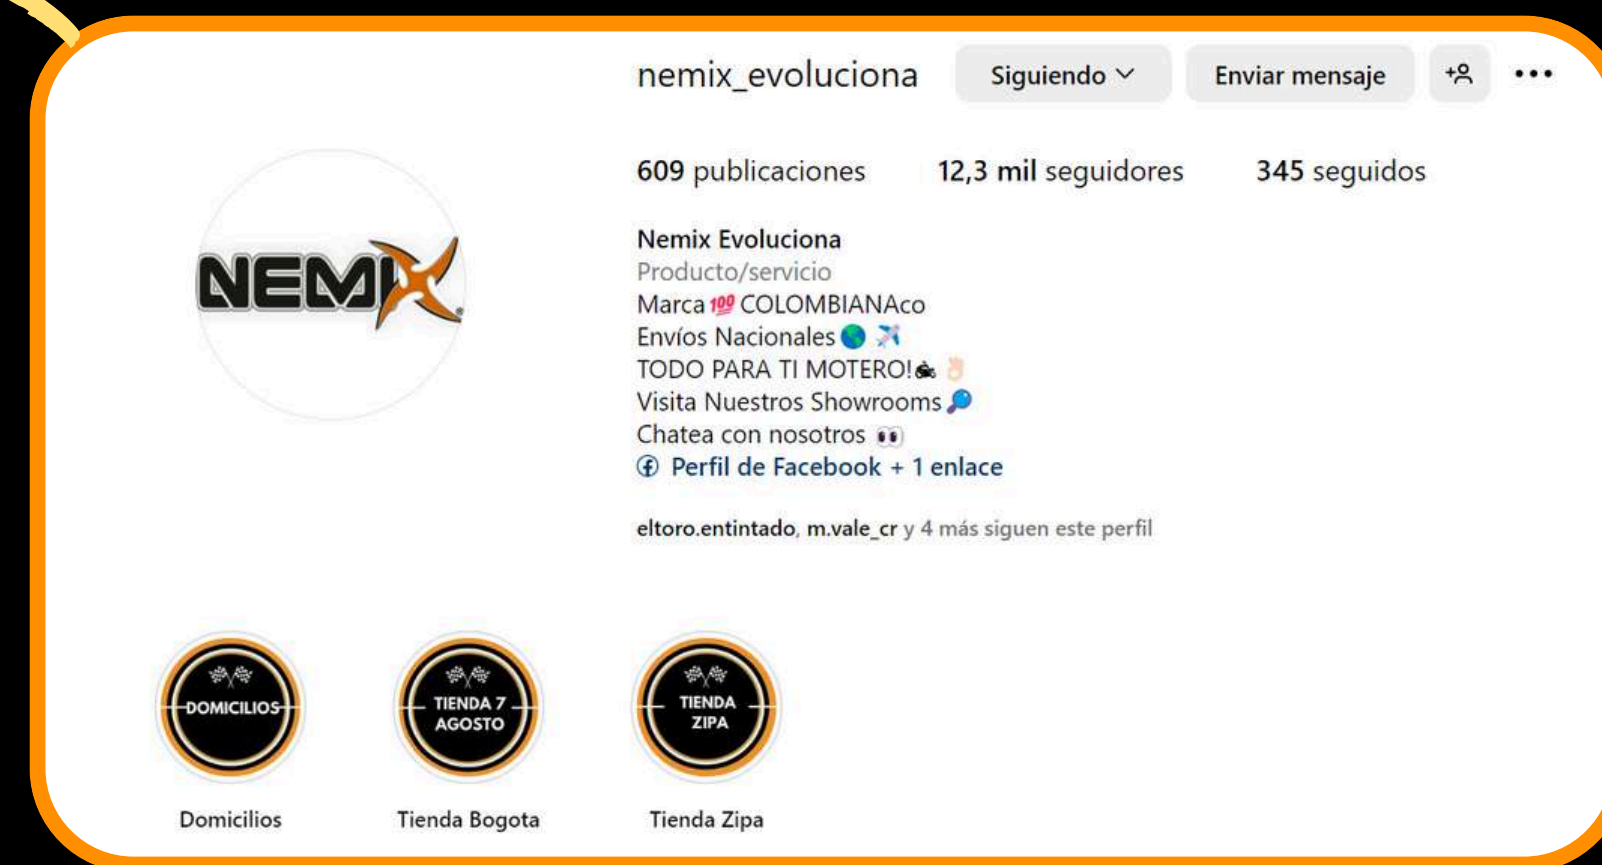 nemix_evoluciona Siguiendo Enviar mensaje
609 publicaciones 12,3 mil seguidores 345 seguidos
NEMIX
Nemix Evoluciona
Producto/servicio
Marca 💯 COLOMBIANAco
Envíos Nacionales 🌎 ✈️
TODO PARA TI MOTERO! 🏍 👌🏻
Visita Nuestros Showrooms 🔎
Chatea con nosotros 👀
Perfil de Facebook + 1 enlace
eltoro.entintado, m.vale_cr y 4 más siguen este perfil
DOMICILIOS
TIENDA 7
AGOSTO
TIENDA
ZIPA
Domicilios
Tienda Bogota
Tienda Zipa